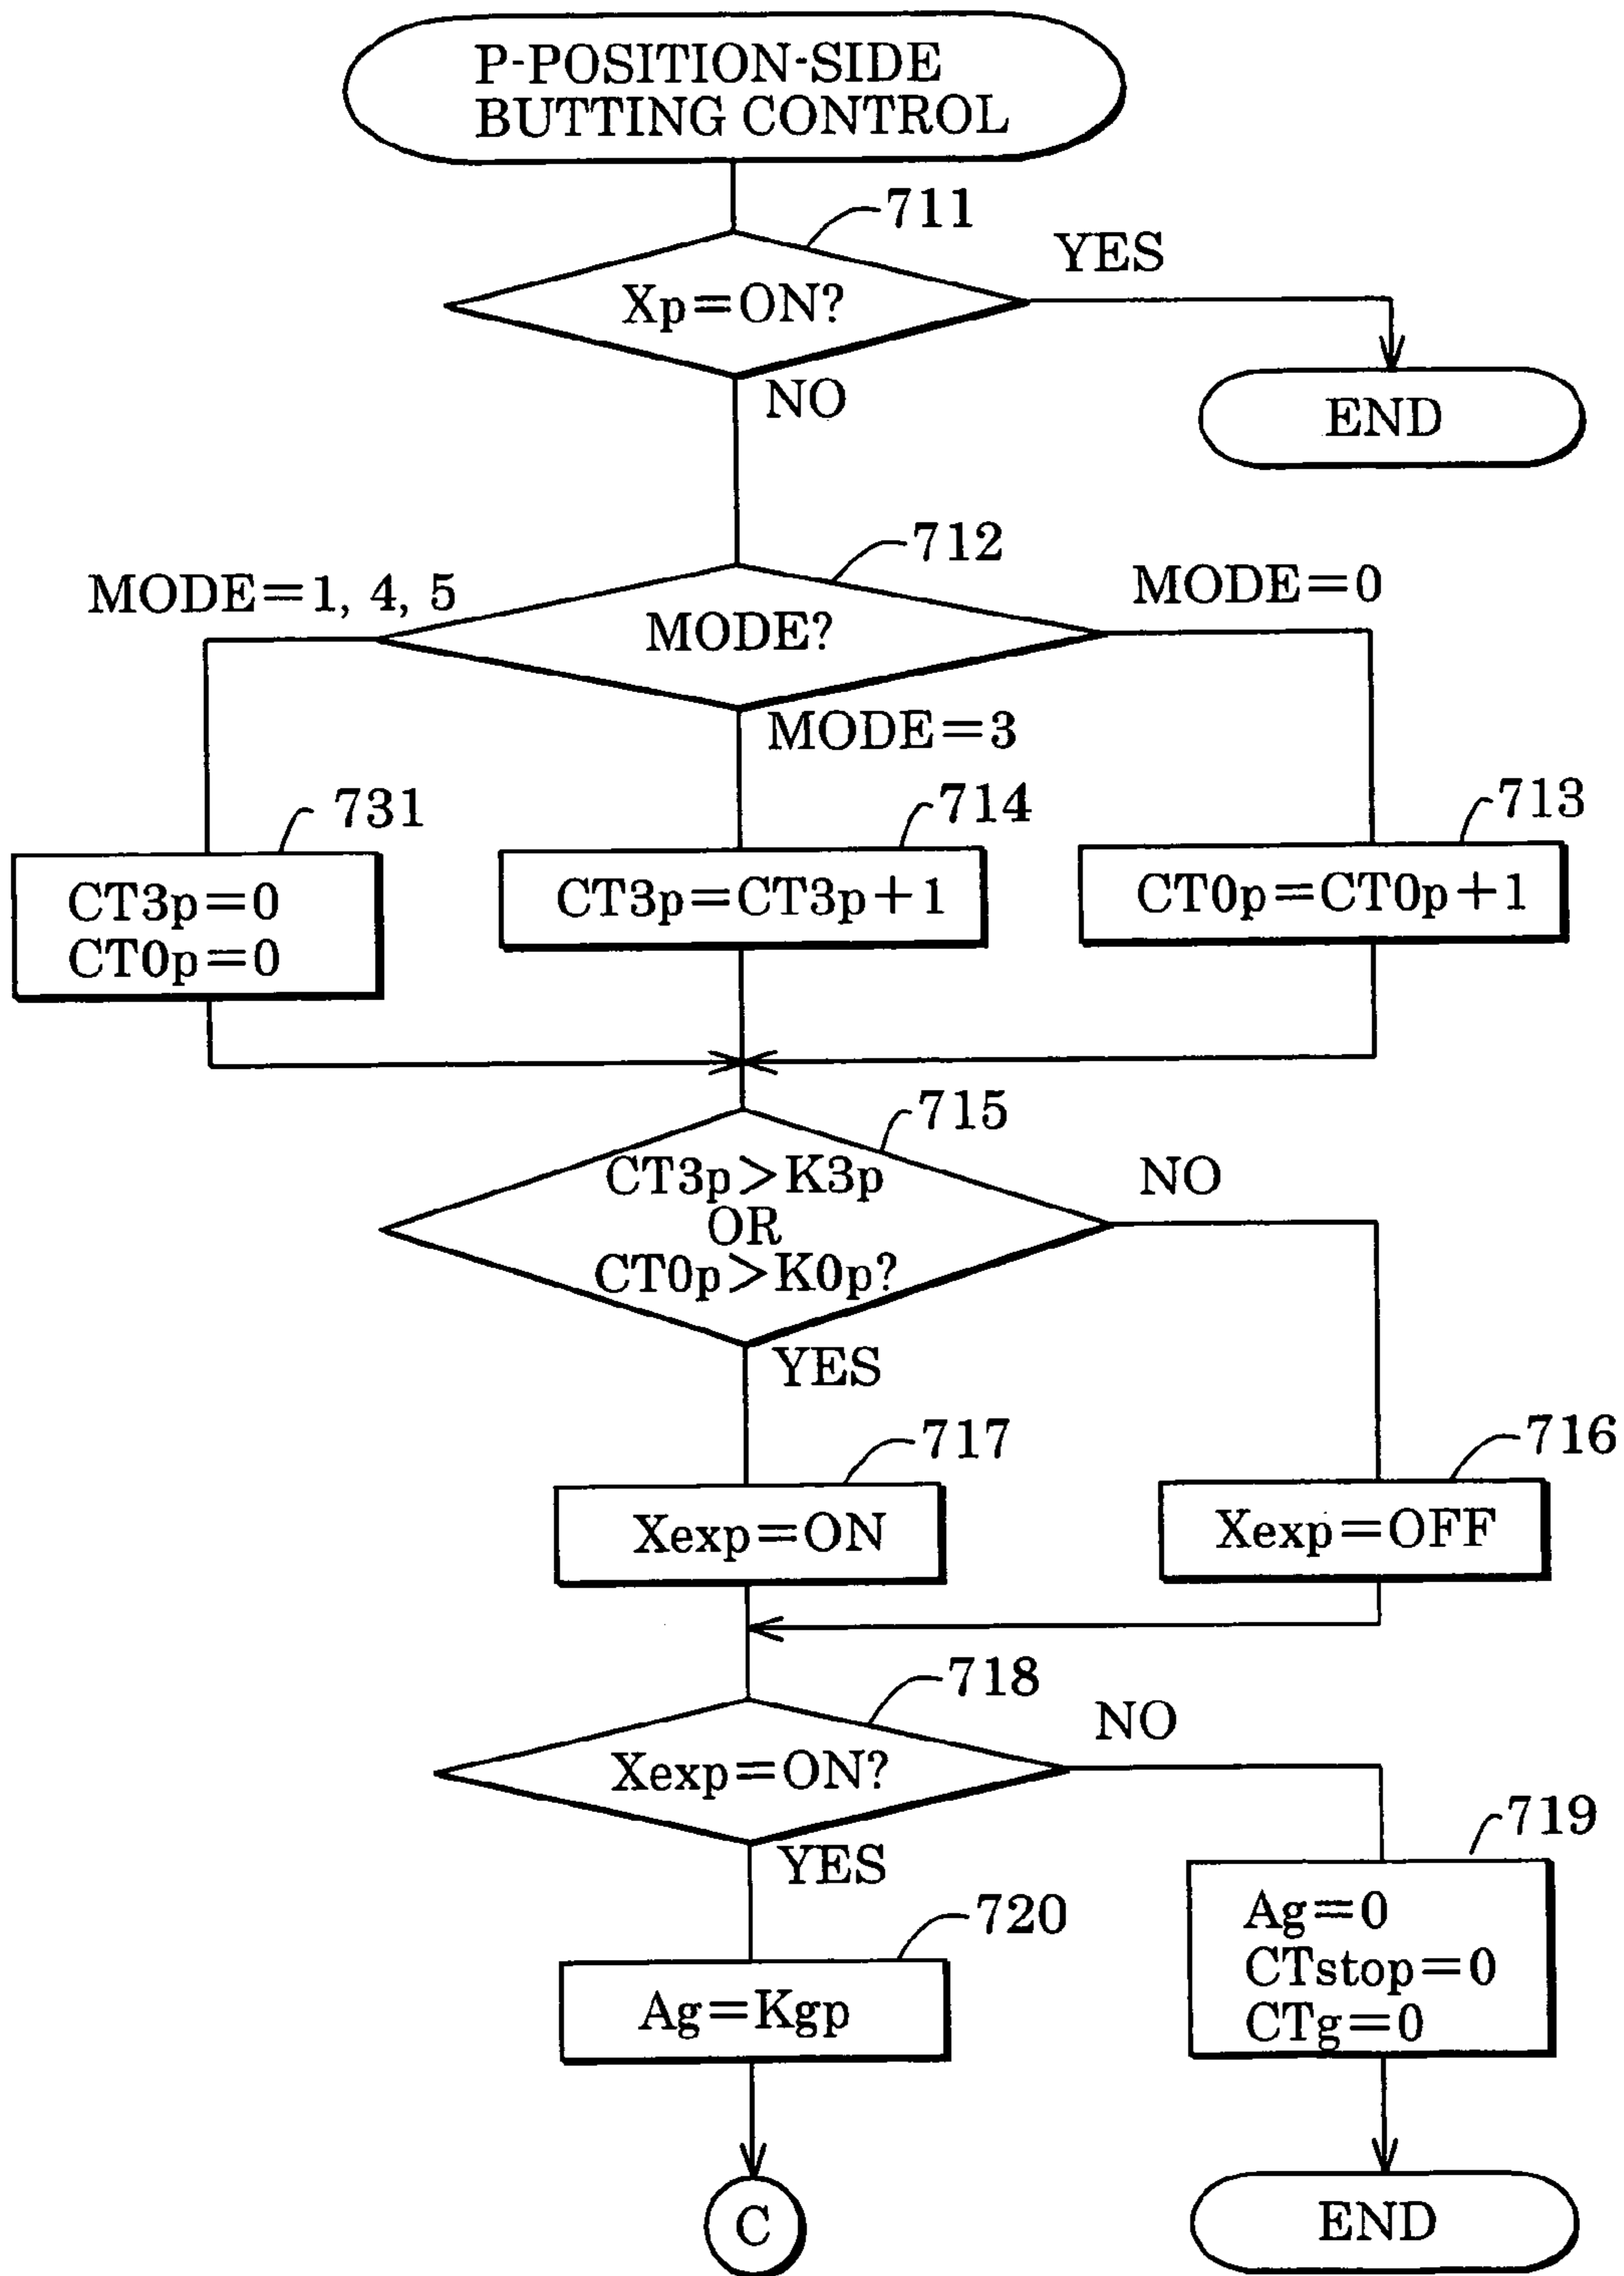 P-POSITION-SIDE
BUTTING CONTROL
711
YES
Xp=ON?
NO
END
712
MODE=1, 4, 5
MODE=0
MODE?
MODE=3
731
714
713
CT3p=0
CT0p=0
CT3p=CT3p+1
CT0p=CT0p+1
715
CT3p>K3p
OR
CT0p>K0p?
NO
YES
717
716
Xexp=ON
Xexp=OFF
718
NO
Xexp=ON?
YES
719
720
Ag=0
CTstop=0
CTg=0
Ag=Kgp
C
END